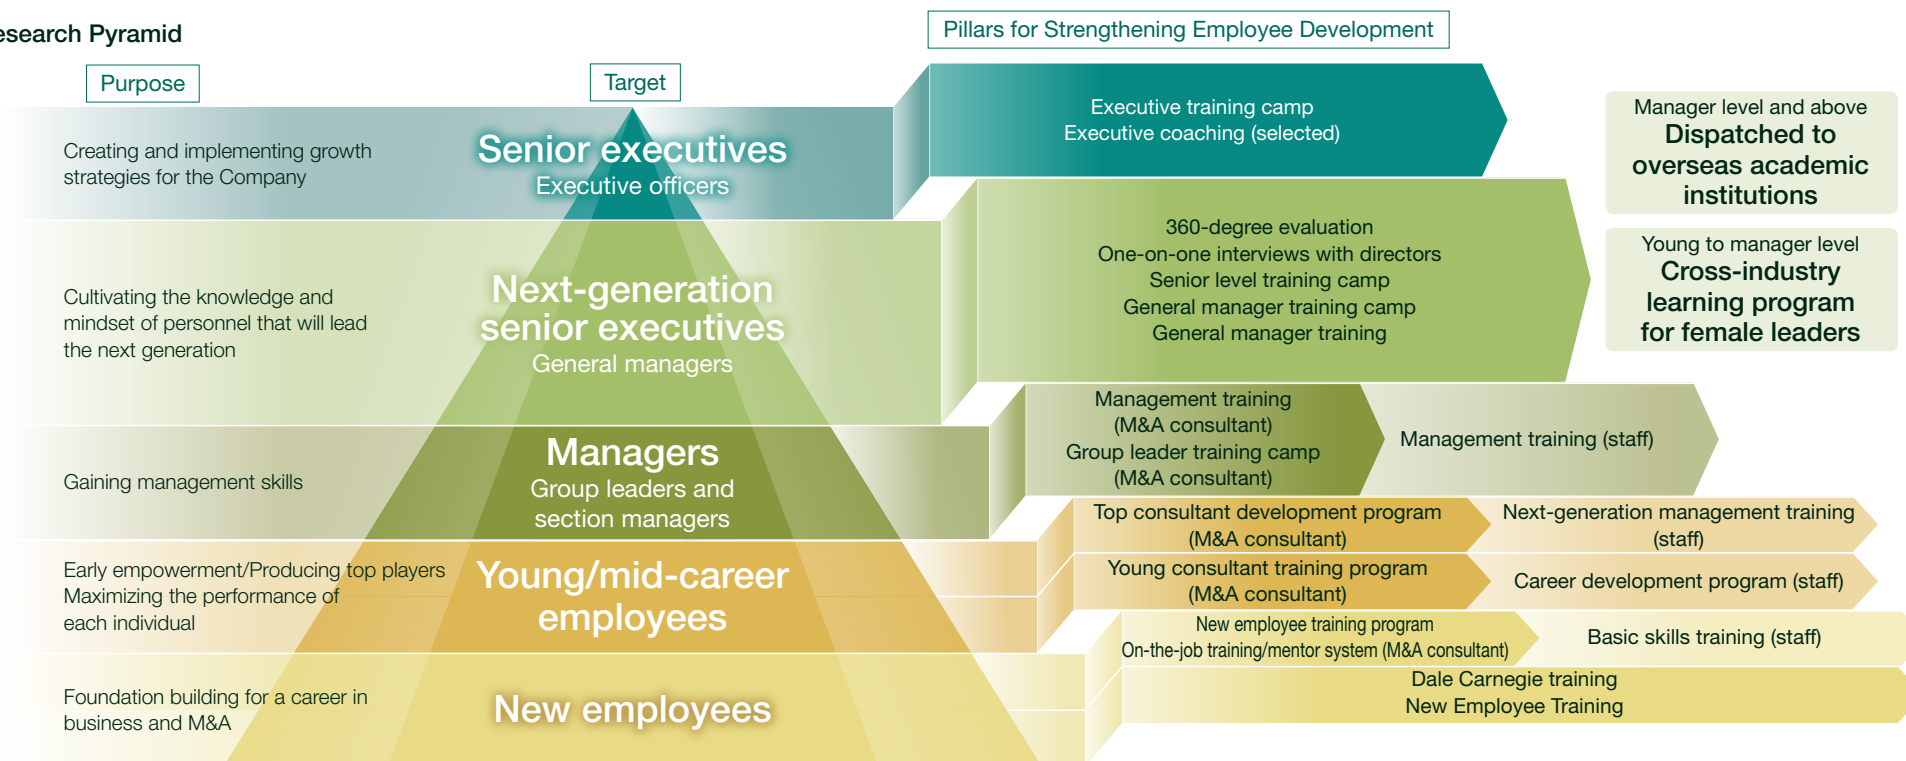 esearch Pyramid
Purpose
Target
Pillars for Strengthening Employee Development
Creating and implementing growth
strategies for the Company
Senior executives
Executive officers
Executive training camp
Executive coaching (selected)
Cultivating the knowledge and
mindset of personnel that will lead
the next generation
Next-generation
senior executives
General managers
360-degree evaluation
One-on-one interviews with directors
Senior level training camp
General manager training camp
General manager training
Gaining management skills
Managers
Group leaders and
section managers
Management training
(M&A consultant)
Group leader training camp
(M&A consultant)
Management training (staff)
Early empowerment/Producing top players
Maximizing the performance of
each individual
Young/mid-career
employees
Top consultant development program
(M&A consultant)
Next-generation management training
(staff)
Young consultant training program
(M&A consultant)
Career development program (staff)
Foundation building for a career in
business and M&A
New employees
New employee training program
On-the-job training/mentor system (M&A consultant)
Basic skills training (staff)
Dale Carnegie training
New Employee Training
Manager level and above
Dispatched to
overseas academic
institutions
Young to manager level
Cross-industry
learning program
for female leaders